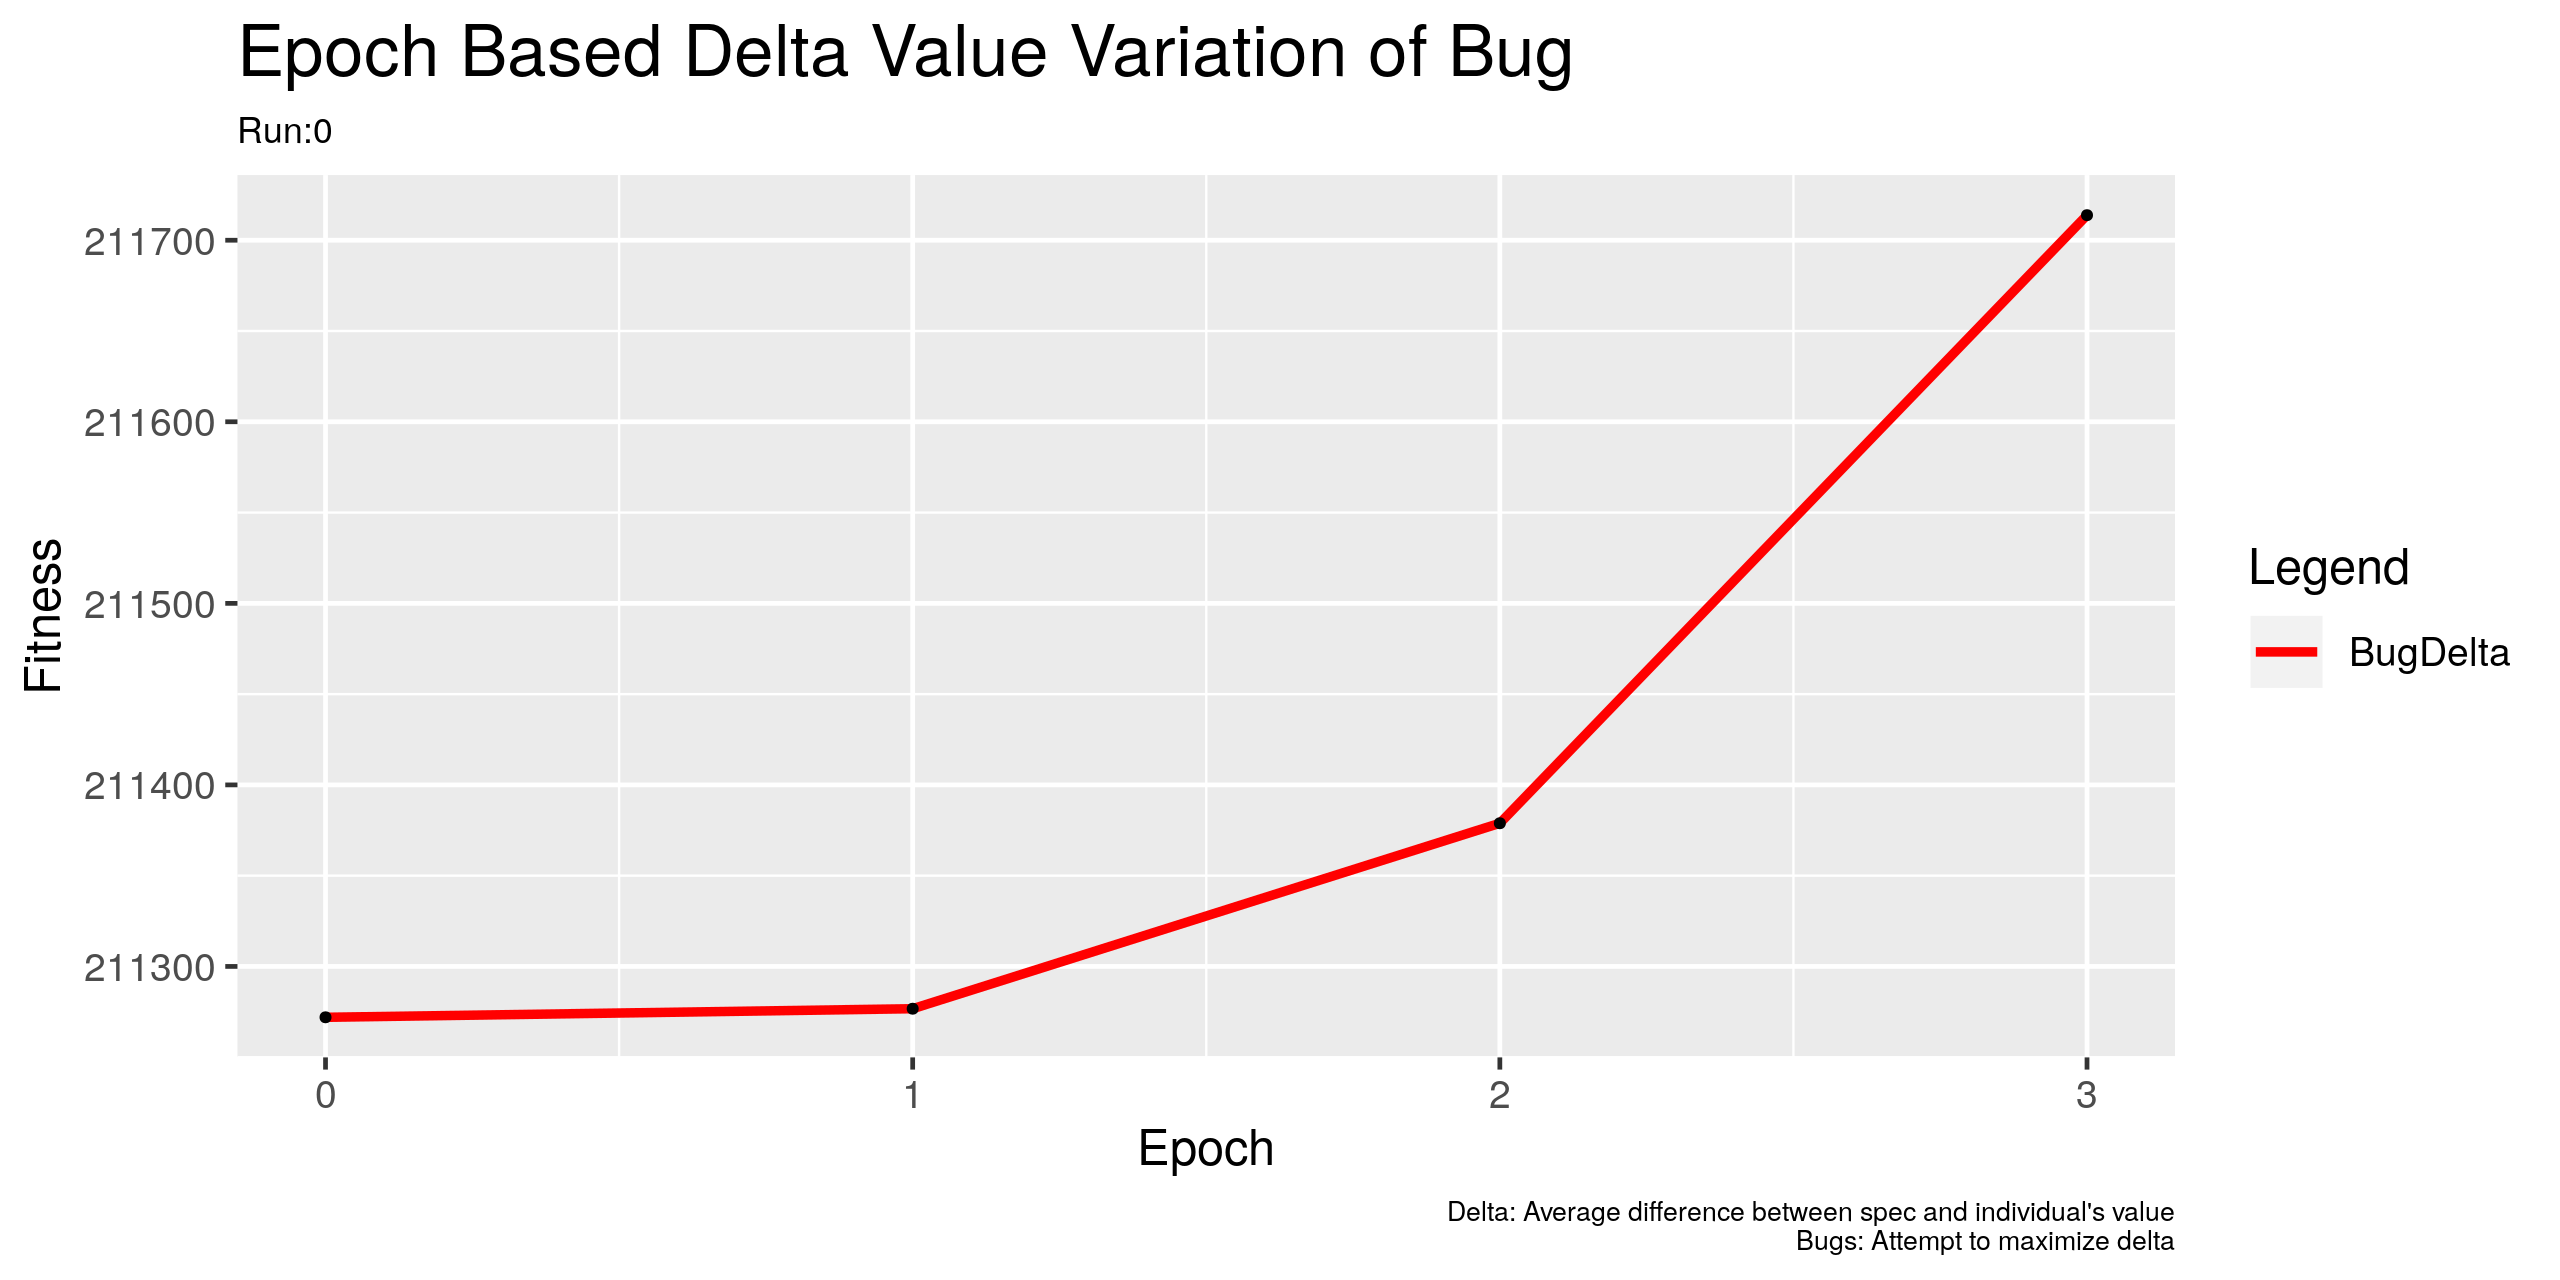 Epoch Based Delta Value Variation of Bug
Run:0
Fitness
211700
211600
211500
211400
211300
0 1 2 3
Epoch
Legend
BugDelta
Delta: Average difference between spec and individual's value
Bugs: Attempt to maximize delta